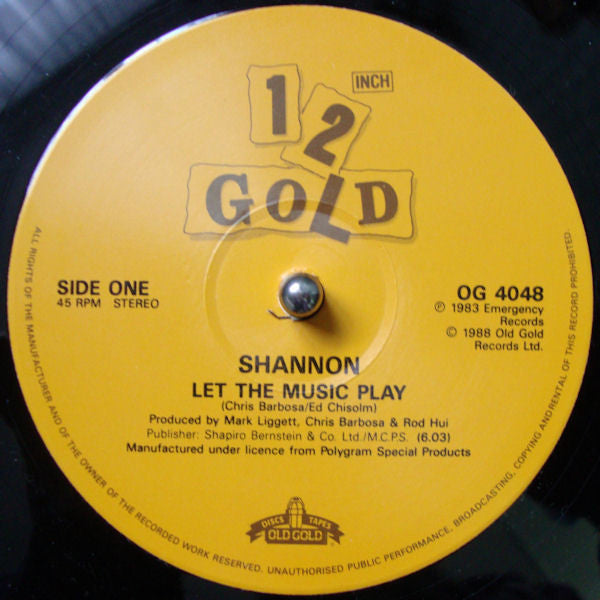 12 INCH
GOLD
SIDE ONE
45 RPM STEREO
OG 4048
℗ 1983 Emergency
Records
© 1988 Old Gold
Records Ltd.
SHANNON
LET THE MUSIC PLAY
(Chris Barbosa/Ed Chisolm)
Produced by Mark Liggett, Chris Barbosa & Rod Hui
Publisher: Shapiro Bernstein & Co. Ltd./M.C.P.S. (6.03)
Manufactured under licence from Polygram Special Products
DISCS TAPES
OLD GOLD
ALL RIGHTS OF THE MANUFACTURER AND OF THE OWNER OF THE RECORDED WORK RESERVED. UNAUTHORISED PUBLIC PERFORMANCE, BROADCASTING, COPYING AND RENTAL OF THIS RECORD PROHIBITED.